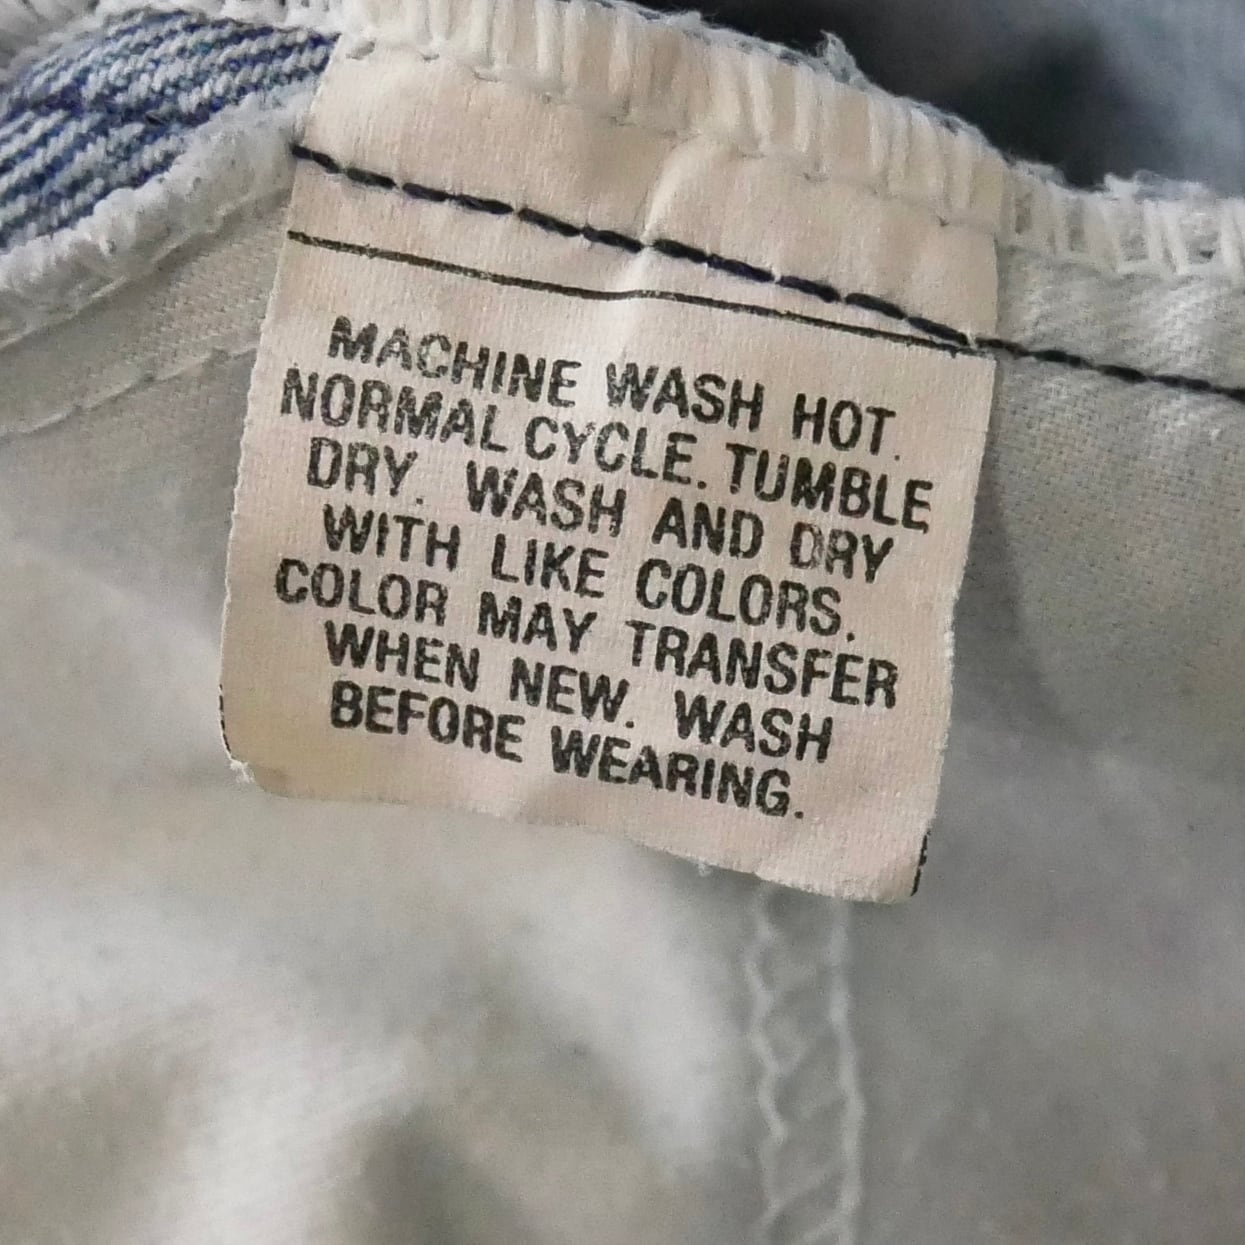 MACHINE WASH HOT.
NORMAL CYCLE. TUMBLE
DRY. WASH AND DRY
WITH LIKE COLORS.
COLOR MAY TRANSFER
WHEN NEW. WASH
BEFORE WEARING.